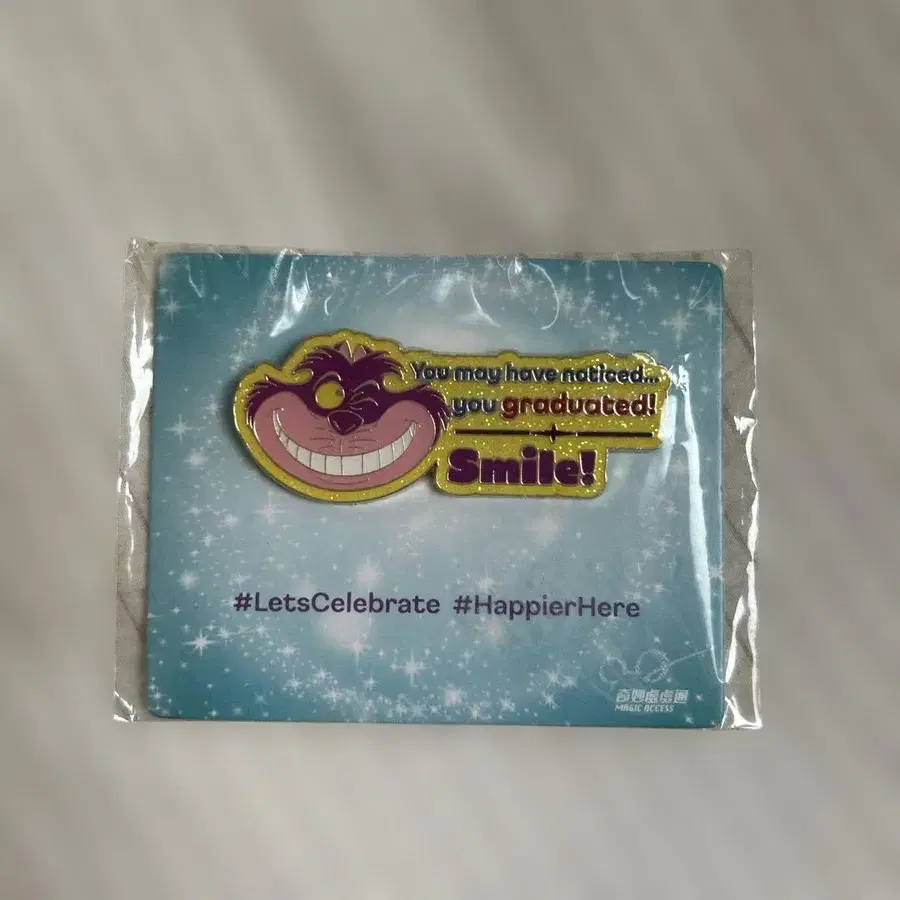 You may have noticed...
you graduated!
Smile!
#LetsCelebrate #HappierHere
奇妙處處通
MAGIC ACCESS